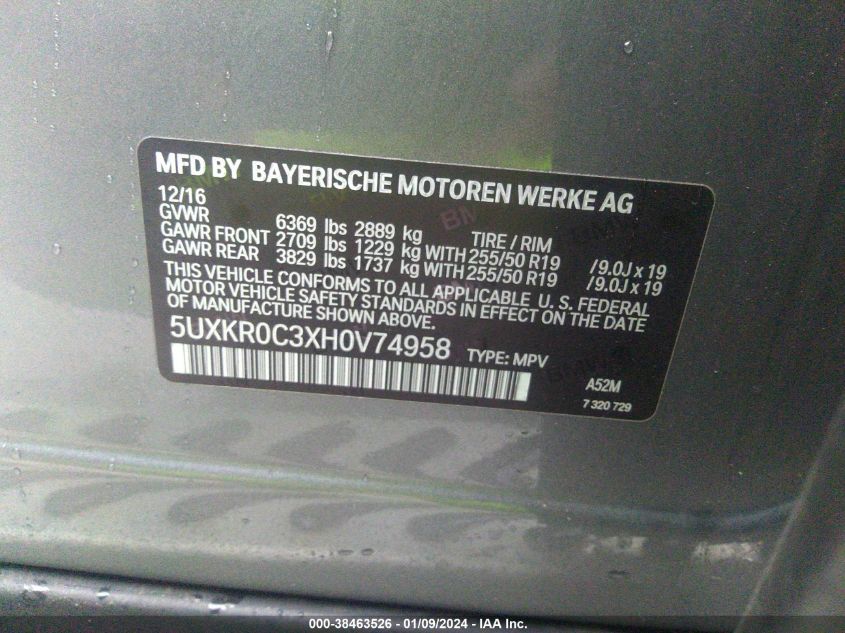 MFD BY BAYERISCHE MOTOREN WERKE AG
12/16
GVWR 6369 lbs 2889 kg TIRE / RIM
GAWR FRONT 2709 lbs 1229 kg WITH 255/50 R19 /9.0J x 19
GAWR REAR 3829 lbs 1737 kg WITH 255/50 R19 /9.0J x 19
THIS VEHICLE CONFORMS TO ALL APPLICABLE U. S. FEDERAL
MOTOR VEHICLE SAFETY STANDARDS IN EFFECT ON THE DATE
OF MANUFACTURE SHOWN ABOVE.
5UXKR0C3XH0V74958 TYPE: MPV
A52M
7 320 729
000-38463526 - 01/09/2024 - IAA Inc.